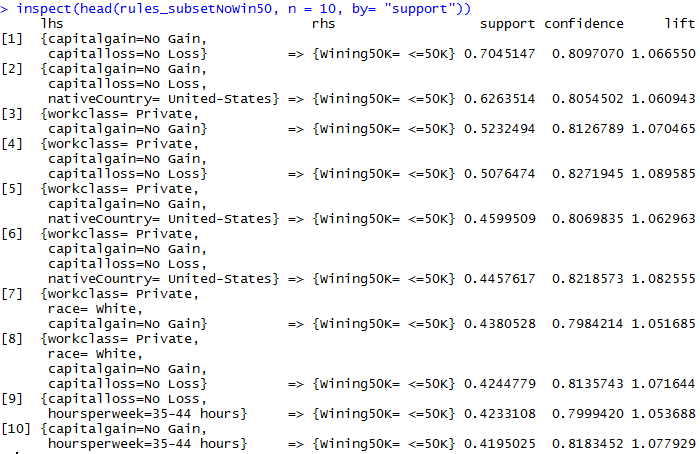 > inspect(head(rules_subsetNoWin50, n = 10, by= "support"))
lhs rhs support confidence lift
[1] {capitalgain=No Gain,
capitalloss=No Loss} => {Wining50K= <=50K} 0.7045147 0.8097070 1.066550
[2] {capitalgain=No Gain,
capitalloss=No Loss,
nativeCountry= United-States} => {Wining50K= <=50K} 0.6263514 0.8054502 1.060943
[3] {workclass= Private,
capitalgain=No Gain} => {Wining50K= <=50K} 0.5232494 0.8126789 1.070465
[4] {workclass= Private,
capitalgain=No Gain,
capitalloss=No Loss} => {Wining50K= <=50K} 0.5076474 0.8271945 1.089585
[5] {workclass= Private,
capitalgain=No Gain,
nativeCountry= United-States} => {Wining50K= <=50K} 0.4599509 0.8069835 1.062963
[6] {workclass= Private,
capitalgain=No Gain,
capitalloss=No Loss,
nativeCountry= United-States} => {Wining50K= <=50K} 0.4457617 0.8218573 1.082555
[7] {workclass= Private,
race= White,
capitalgain=No Gain} => {Wining50K= <=50K} 0.4380528 0.7984214 1.051685
[8] {workclass= Private,
race= White,
capitalgain=No Gain,
capitalloss=No Loss} => {Wining50K= <=50K} 0.4244779 0.8135743 1.071644
[9] {capitalloss=No Loss,
hoursperweek=35-44 hours} => {Wining50K= <=50K} 0.4233108 0.7999420 1.053688
[10] {capitalgain=No Gain,
hoursperweek=35-44 hours} => {Wining50K= <=50K} 0.4195025 0.8183452 1.077929